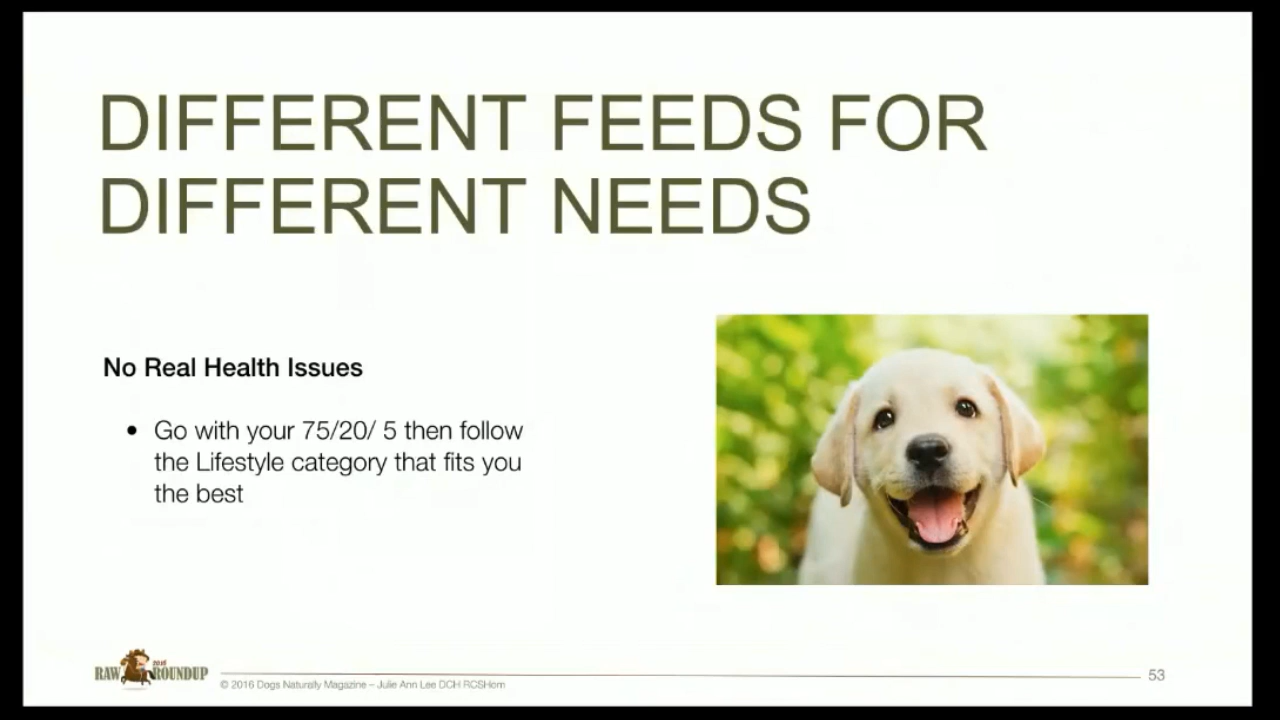 DIFFERENT FEEDS FOR
DIFFERENT NEEDS
No Real Health Issues
• Go with your 75/20/ 5 then follow
the Lifestyle category that fits you
the best
RAW 2016 ROUNDUP
© 2016 Dogs Naturally Magazine – Julie Ann Lee DCH RCSHom
53